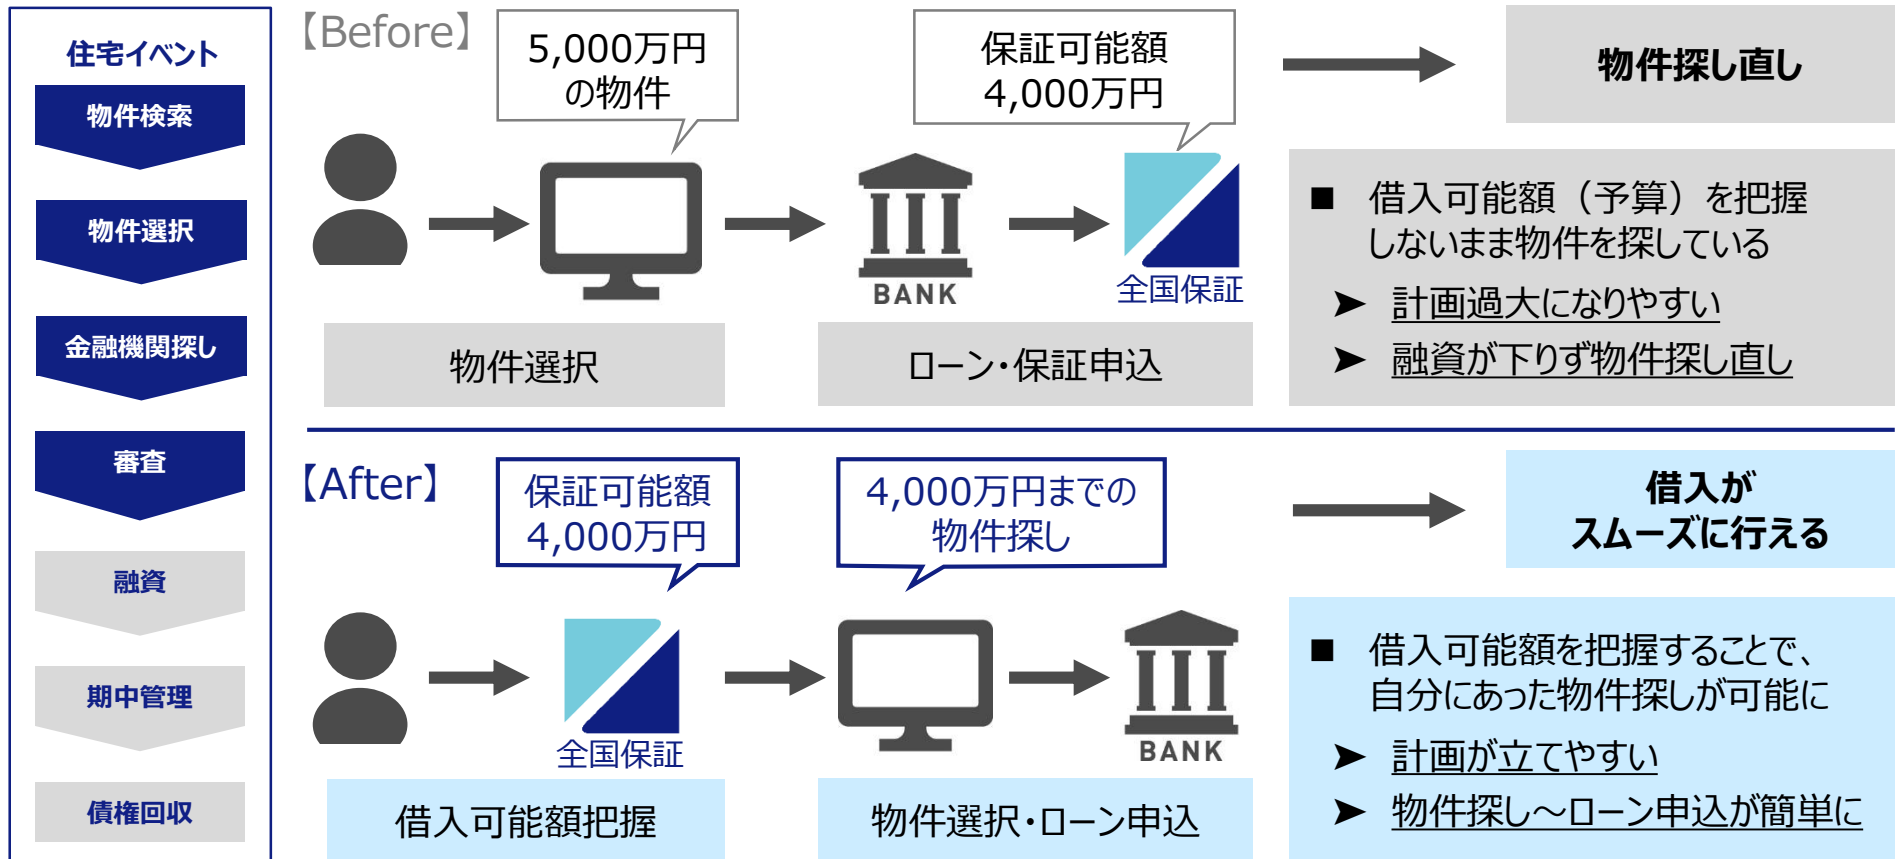 住宅イベント
物件検索
物件選択
金融機関探し
審査
融資
期中管理
債権回収
【Before】
5,000万円
の物件
保証可能額
4,000万円
物件探し直し
BANK
全国保証
物件選択
ローン・保証申込
■ 借入可能額（予算）を把握
しないまま物件を探している
➤ 計画過大になりやすい
➤ 融資が下りず物件探し直し
【After】
保証可能額
4,000万円
4,000万円までの
物件探し
借入が
スムーズに行える
全国保証
BANK
借入可能額把握
物件選択・ローン申込
■ 借入可能額を把握することで、
自分にあった物件探しが可能に
➤ 計画が立てやすい
➤ 物件探し～ローン申込が簡単に